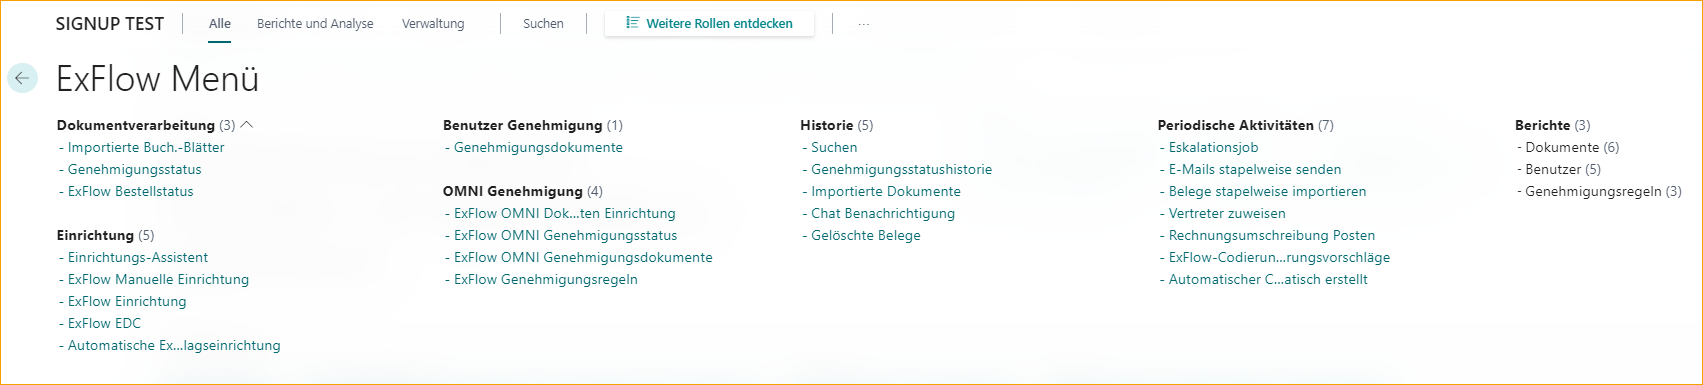 SIGNUP TEST Alle Berichte und Analyse Verwaltung Suchen Weitere Rollen entdecken ...
ExFlow Menü
Dokumentverarbeitung (3)
- Importierte Buch.-Blätter
- Genehmigungsstatus
- ExFlow Bestellstatus
Einrichtung (5)
- Einrichtungs-Assistent
- ExFlow Manuelle Einrichtung
- ExFlow Einrichtung
- ExFlow EDC
- Automatische Ex...lagseinrichtung
Benutzer Genehmigung (1)
- Genehmigungsdokumente
OMNI Genehmigung (4)
- ExFlow OMNI Dok...ten Einrichtung
- ExFlow OMNI Genehmigungsstatus
- ExFlow OMNI Genehmigungsdokumente
- ExFlow Genehmigungsregeln
Historie (5)
- Suchen
- Genehmigungsstatushistorie
- Importierte Dokumente
- Chat Benachrichtigung
- Gelöschte Belege
Periodische Aktivitäten (7)
- Eskalationsjob
- E-Mails stapelweise senden
- Belege stapelweise importieren
- Vertreter zuweisen
- Rechnungsumschreibung Posten
- ExFlow-Codierun...rungsvorschläge
- Automatischer C...atisch erstellt
Berichte (3)
- Dokumente (6)
- Benutzer (5)
- Genehmigungsregeln (3)